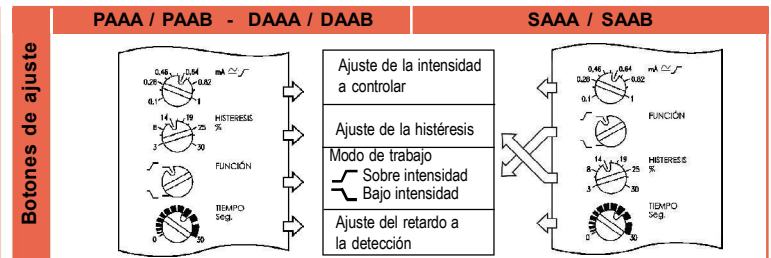 PAAA / PAAB - DAAA / DAAB
SAAA / SAAB
Botones de ajuste
0.46 0.64 mA
0.28 0.82
0.1 1
14 19 HISTERESIS
8 25 %
3 30
FUNCIÓN
TIEMPO
Seg.
0 30
Ajuste de la intensidad
a controlar
Ajuste de la histéresis
Modo de trabajo
Sobre intensidad
Bajo intensidad
Ajuste del retardo a
la detección
0.46 0.64 mA
0.28 0.82
0.1 1
FUNCIÓN
14 19 HISTERESIS
8 25 %
3 30
TIEMPO
Seg.
0 30